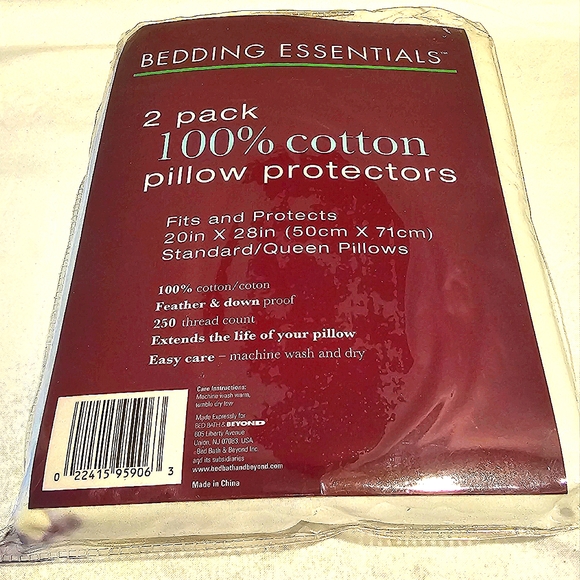 BEDDING ESSENTIALS™
2 pack
100% cotton
pillow protectors
Fits and Protects
20in X 28in (50cm X 71cm)
Standard/Queen Pillows
100% cotton/coton
Feather & down proof
250 thread count
Extends the life of your pillow
Easy care – machine wash and dry
Care Instructions:
Machine wash warm,
tumble dry low
Made Expressly for
BED BATH & BEYOND
605 Liberty Avenue
Union, NJ 07083 USA
©Bed Bath & Beyond Inc.
and its subsidiaries
www.bedbathandbeyond.com
Made in China
0 22415 95906 3